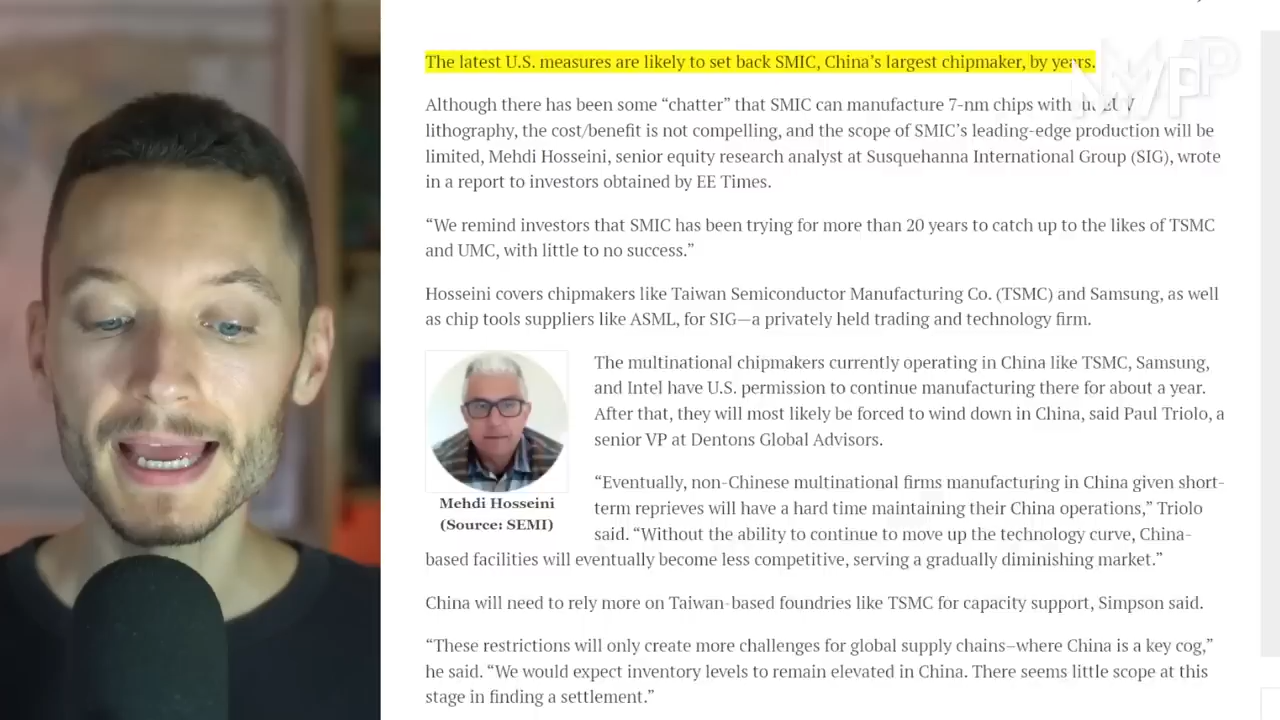 The latest U.S. measures are likely to set back SMIC, China's largest chipmaker, by years.
Although there has been some “chatter” that SMIC can manufacture 7-nm chips without EUV
lithography, the cost/benefit is not compelling, and the scope of SMIC's leading-edge production will be
limited, Mehdi Hosseini, senior equity research analyst at Susquehanna International Group (SIG), wrote
in a report to investors obtained by EE Times.
“We remind investors that SMIC has been trying for more than 20 years to catch up to the likes of TSMC
and UMC, with little to no success.”
Hosseini covers chipmakers like Taiwan Semiconductor Manufacturing Co. (TSMC) and Samsung, as well
as chip tools suppliers like ASML, for SIG—a privately held trading and technology firm.
The multinational chipmakers currently operating in China like TSMC, Samsung,
and Intel have U.S. permission to continue manufacturing there for about a year.
After that, they will most likely be forced to wind down in China, said Paul Triolo, a
senior VP at Dentons Global Advisors.
Mehdi Hosseini
(Source: SEMI)
“Eventually, non-Chinese multinational firms manufacturing in China given short-
term reprieves will have a hard time maintaining their China operations,” Triolo
said. “Without the ability to continue to move up the technology curve, China-
based facilities will eventually become less competitive, serving a gradually diminishing market.”
China will need to rely more on Taiwan-based foundries like TSMC for capacity support, Simpson said.
“These restrictions will only create more challenges for global supply chains–where China is a key cog,”
he said. “We would expect inventory levels to remain elevated in China. There seems little scope at this
stage in finding a settlement.”